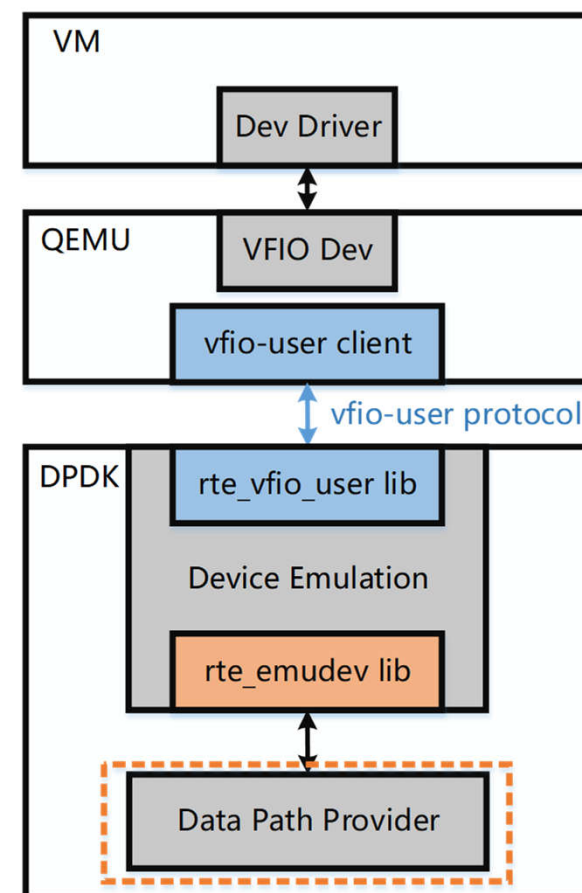 VM
Dev Driver
QEMU
VFIO Dev
vfio-user client
vfio-user protocol
DPDK
rte_vfio_user lib
Device Emulation
rte_emudev lib
Data Path Provider